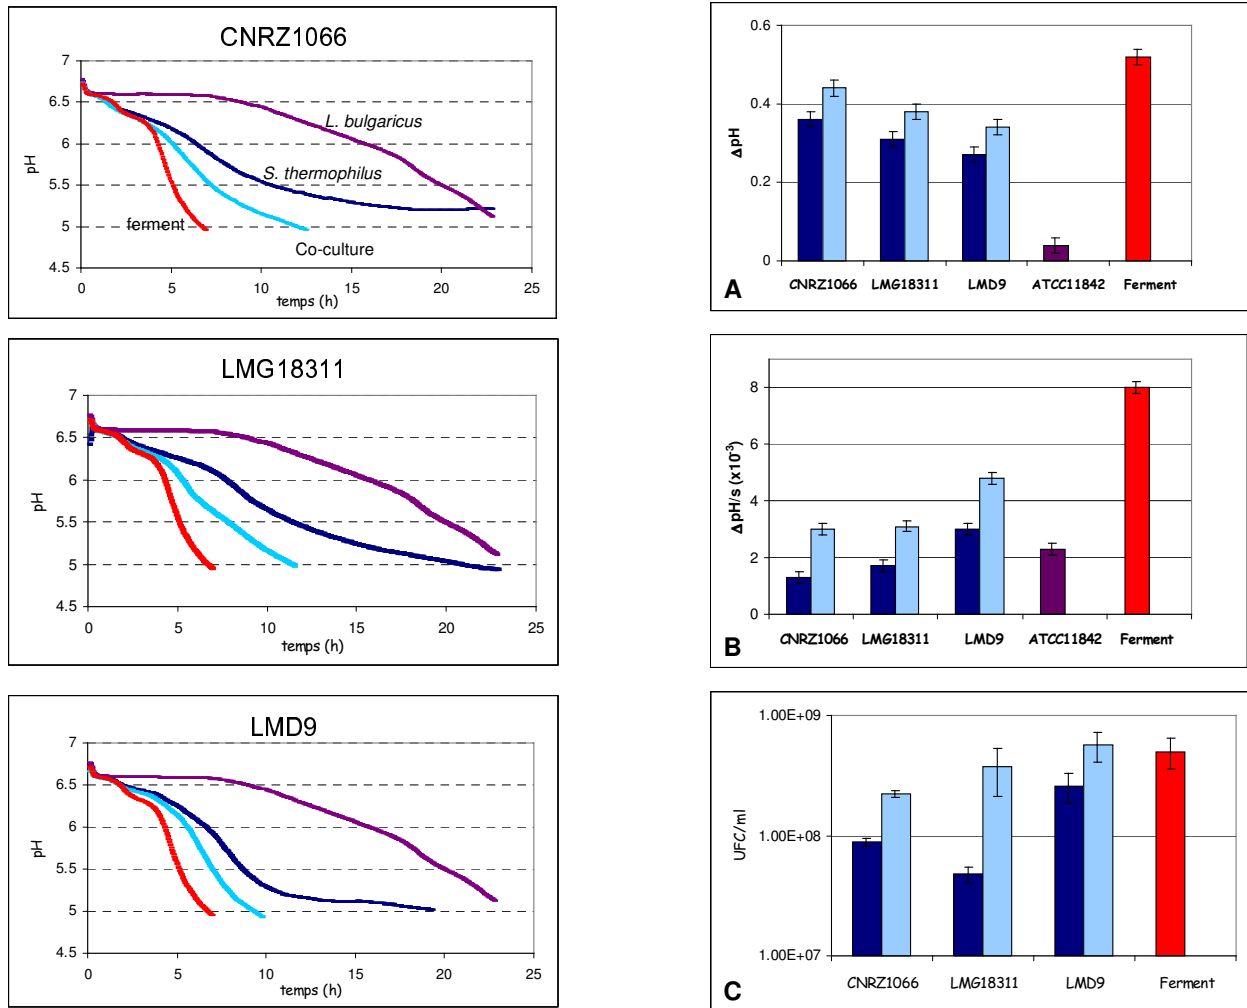 CNRZ1066
7
6.5
6
5.5
5
4.5
pH
L. bulgaricus
S. thermophilus
ferment
Co-culture
0 5 10 15 20 25
temps (h)
LMG18311
7
6.5
6
5.5
5
4.5
pH
0 5 10 15 20 25
temps (h)
LMD9
7
6.5
6
5.5
5
4.5
pH
0 5 10 15 20 25
temps (h)
0.6
0.4
0.2
0
ΔpH
CNRZ1066 LMG18311 LMD9 ATCC11842 Ferment
A
8
6
4
2
0
ΔpH/s (x10-3)
CNRZ1066 LMG18311 LMD9 ATCC11842 Ferment
B
1.00E+09
1.00E+08
1.00E+07
UFC/ml
CNRZ1066 LMG18311 LMD9 Ferment
C